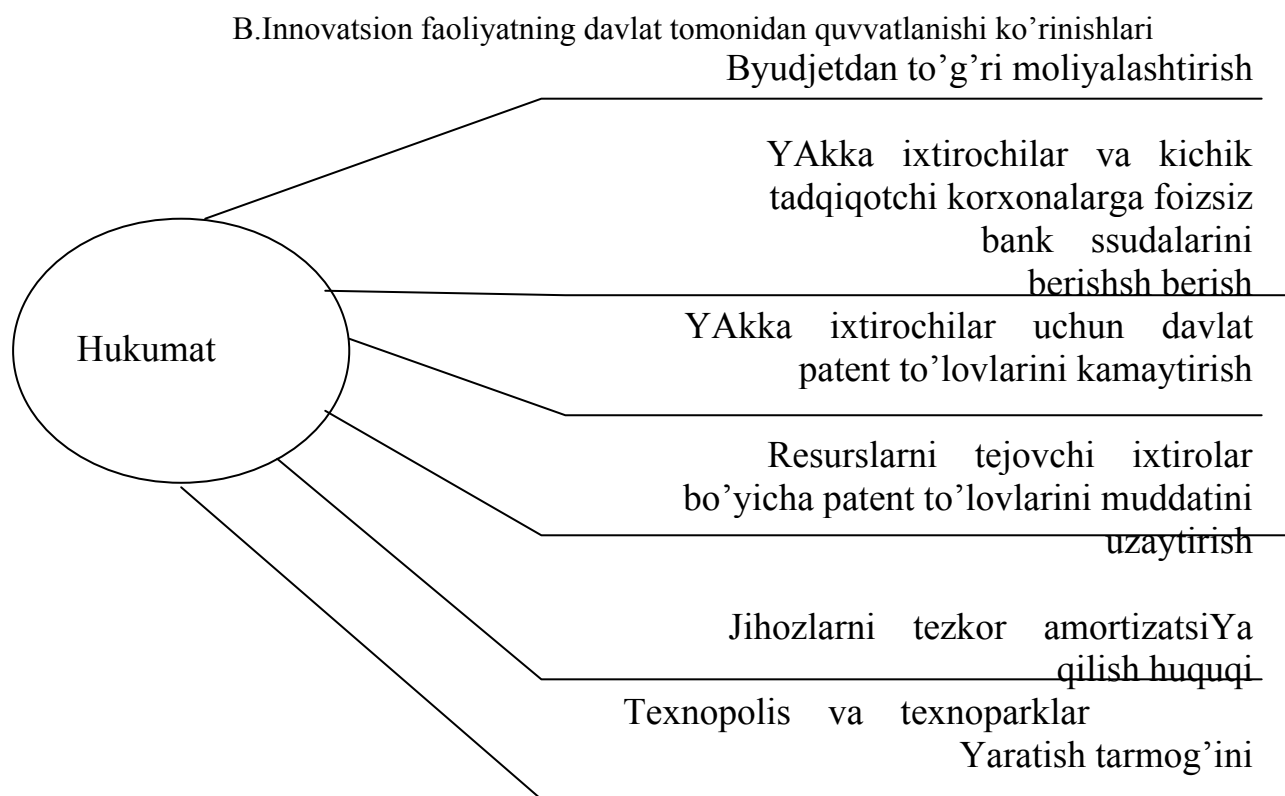 B.Innovatsion faoliyatning davlat tomonidan quvvatlanishi ko’rinishlari
Byudjetdan to’g’ri moliyalashtirish
YAkka ixtirochilar va kichik
tadqiqotchi korxonalarga foizsiz
bank ssudalarini
berishsh berish
Hukumat
YAkka ixtirochilar uchun davlat
patent to’lovlarini kamaytirish
Resurslarni tejovchi ixtirolar
bo’yicha patent to’lovlarini muddatini
uzaytirish
Jihozlarni tezkor amortizatsiYa
qilish huquqi
Texnopolis va texnoparklar
Yaratish tarmog’ini